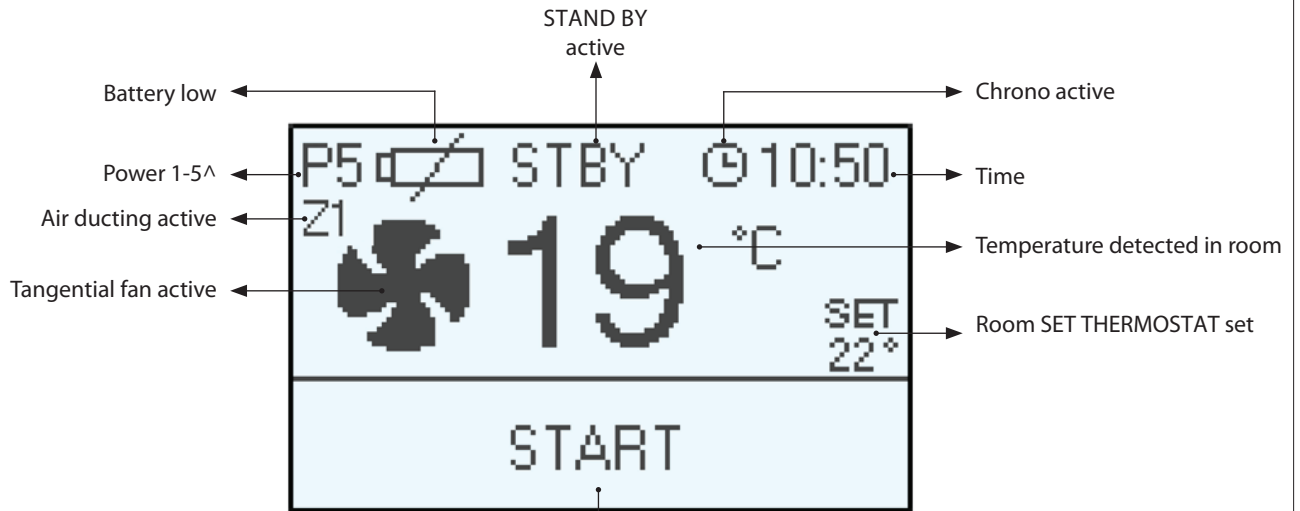 STAND BY
active
Battery low
Chrono active
P5 STBY 10:50
Power 1-5^
Time
Air ducting active
Z1
19 °C
Temperature detected in room
Tangential fan active
SET
22°
Room SET THERMOSTAT set
START